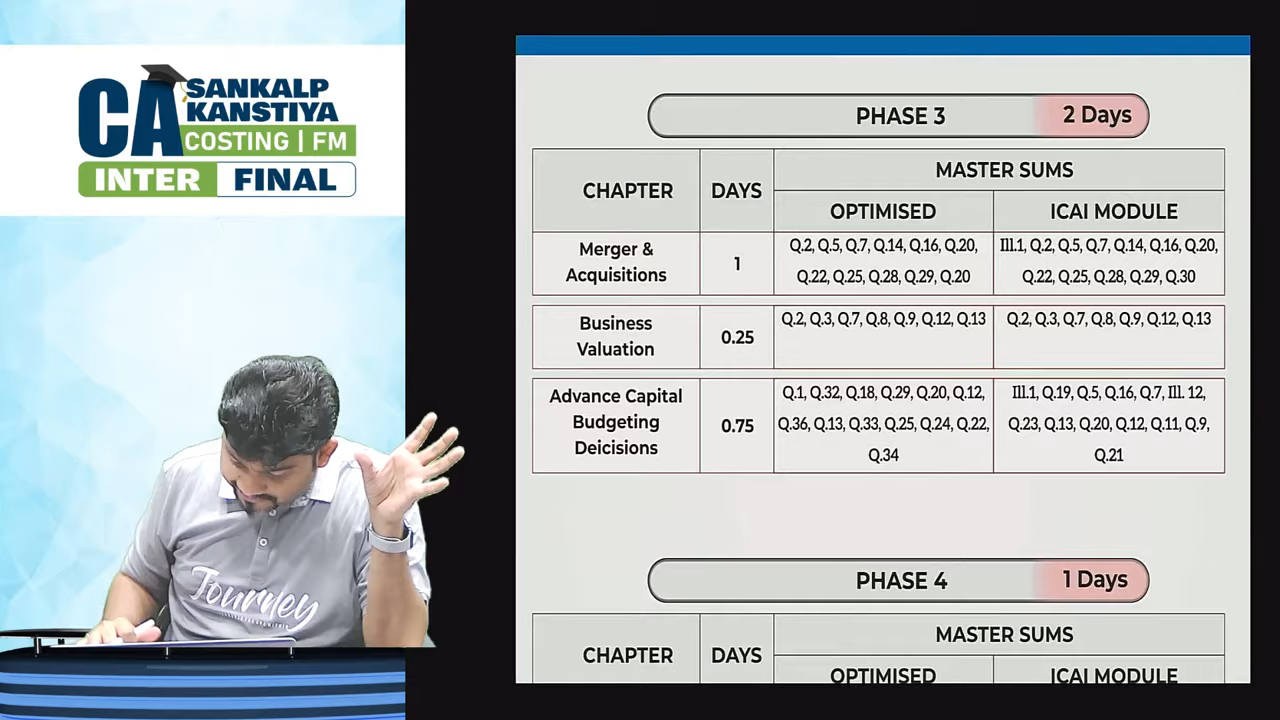 CA SANKALP
KANSTIYA
COSTING | FM
INTER FINAL
Journey
PHASE 3 2 Days
CHAPTER DAYS MASTER SUMS
OPTIMISED ICAI MODULE
Merger &
Acquisitions
1
Q.2, Q.5, Q.7, Q.14, Q.16, Q.20,
Q.22, Q.25, Q.28, Q.29, Q.20
Ill.1, Q.2, Q.5, Q.7, Q.14, Q.16, Q.20,
Q.22, Q.25, Q.28, Q.29, Q.30
Business
Valuation
0.25
Q.2, Q.3, Q.7, Q.8, Q.9, Q.12, Q.13
Q.2, Q.3, Q.7, Q.8, Q.9, Q.12, Q.13
Advance Capital
Budgeting
Deicisions
0.75
Q.1, Q.32, Q.18, Q.29, Q.20, Q.12,
Q.36, Q.13, Q.33, Q.25, Q.24, Q.22,
Q.34
Ill.1, Q.19, Q.5, Q.16, Q.7, Ill. 12,
Q.23, Q.13, Q.20, Q.12, Q.11, Q.9,
Q.21
PHASE 4 1 Days
CHAPTER DAYS MASTER SUMS
OPTIMISED ICAI MODULE